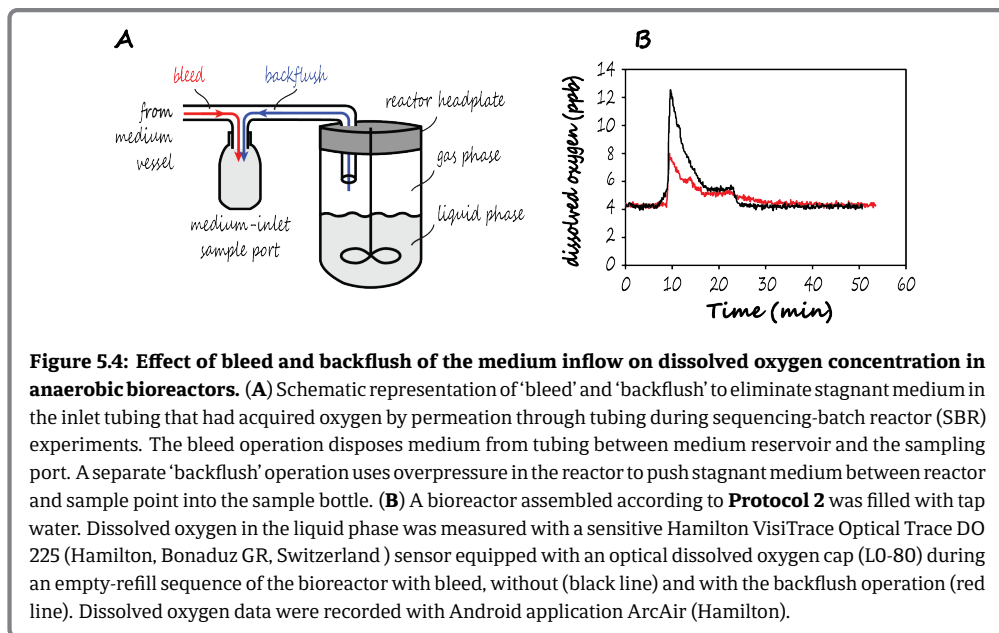 A
bleed
backflush
from
medium
vessel
reactor headplate
gas phase
liquid phase
medium-inlet
sample port
B
dissolved oxygen (ppb)
14
12
10
8
6
4
2
0
0 10 20 30 40 50 60
Time (min)
Figure 5.4: Effect of bleed and backflush of the medium inflow on dissolved oxygen concentration in
anaerobic bioreactors. (A) Schematic representation of ‘bleed’ and ‘backflush’ to eliminate stagnant medium in
the inlet tubing that had acquired oxygen by permeation through tubing during sequencing-batch reactor (SBR)
experiments. The bleed operation disposes medium from tubing between medium reservoir and the sampling
port. A separate ‘backflush’ operation uses overpressure in the reactor to push stagnant medium between reactor
and sample point into the sample bottle. (B) A bioreactor assembled according to Protocol 2 was filled with tap
water. Dissolved oxygen in the liquid phase was measured with a sensitive Hamilton VisiTrace Optical Trace DO
225 (Hamilton, Bonaduz GR, Switzerland ) sensor equipped with an optical dissolved oxygen cap (L0-80) during
an empty-refill sequence of the bioreactor with bleed, without (black line) and with the backflush operation (red
line). Dissolved oxygen data were recorded with Android application ArcAir (Hamilton).